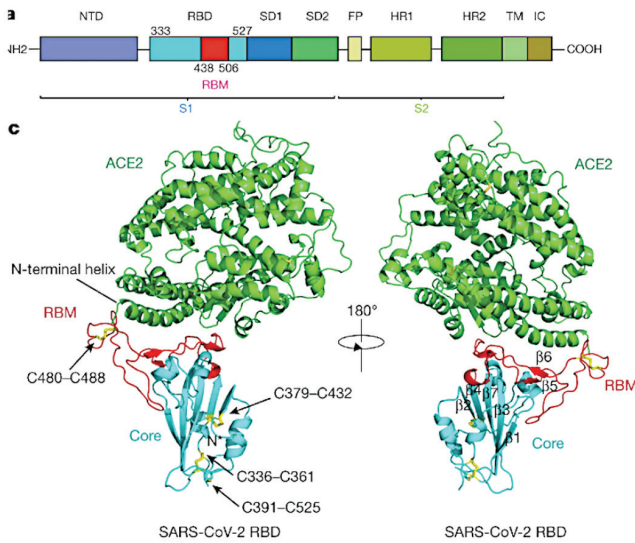 a
NTD RBD SD1 SD2 FP HR1 HR2 TM IC
333 527
NH2 COOH
438 506
RBM
S1 S2
c
ACE2 ACE2
N-terminal helix
RBM
180°
C480–C488
β6
RBM
C379–C432
β4 β7 β5
β2 β3
Core N β1 Core
C336–C361
C391–C525
SARS-CoV-2 RBD SARS-CoV-2 RBD